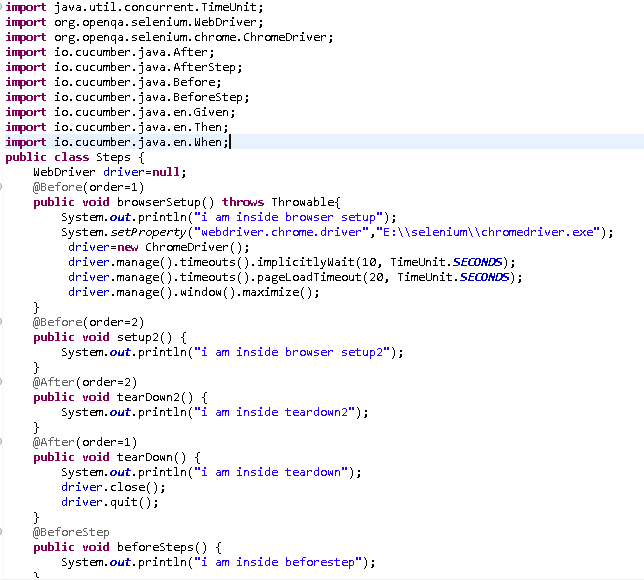 import java.util.concurrent.TimeUnit;
import org.openqa.selenium.WebDriver;
import org.openqa.selenium.chrome.ChromeDriver;
import io.cucumber.java.After;
import io.cucumber.java.AfterStep;
import io.cucumber.java.Before;
import io.cucumber.java.BeforeStep;
import io.cucumber.java.en.Given;
import io.cucumber.java.en.Then;
import io.cucumber.java.en.When;
public class Steps {
    WebDriver driver=null;
    @Before(order=1)
    public void browserSetup() throws Throwable{
        System.out.println("i am inside browser setup");
        System.setProperty("webdriver.chrome.driver","E:\\selenium\\chromedriver.exe");
         driver=new ChromeDriver();
         driver.manage().timeouts().implicitlyWait(10, TimeUnit.SECONDS);
         driver.manage().timeouts().pageLoadTimeout(20, TimeUnit.SECONDS);
         driver.manage().window().maximize();
    }
    @Before(order=2)
    public void setup2() {
        System.out.println("i am inside browser setup2");
    }
    @After(order=2)
    public void tearDown2() {
        System.out.println("i am inside teardown2");
    }
    @After(order=1)
    public void tearDown() {
        System.out.println("i am inside teardown");
        driver.close();
        driver.quit();
    }
    @BeforeStep
    public void beforeSteps() {
        System.out.println("i am inside beforestep");
    }